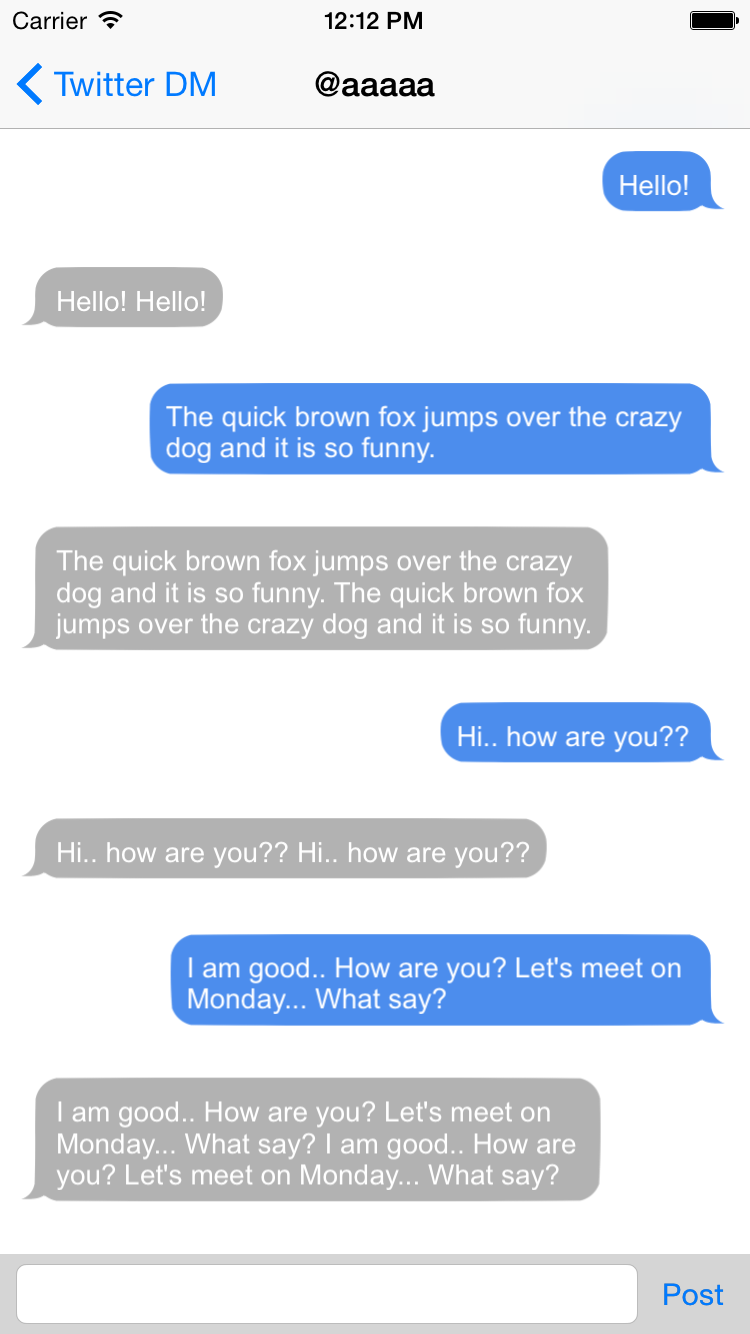 Carrier 12:12 PM
Twitter DM @aaaaa
Hello!
Hello! Hello!
The quick brown fox jumps over the crazy
dog and it is so funny.
The quick brown fox jumps over the crazy
dog and it is so funny. The quick brown fox
jumps over the crazy dog and it is so funny.
Hi.. how are you??
Hi.. how are you?? Hi.. how are you??
I am good.. How are you? Let's meet on
Monday... What say?
I am good.. How are you? Let's meet on
Monday... What say? I am good.. How are
you? Let's meet on Monday... What say?
Post